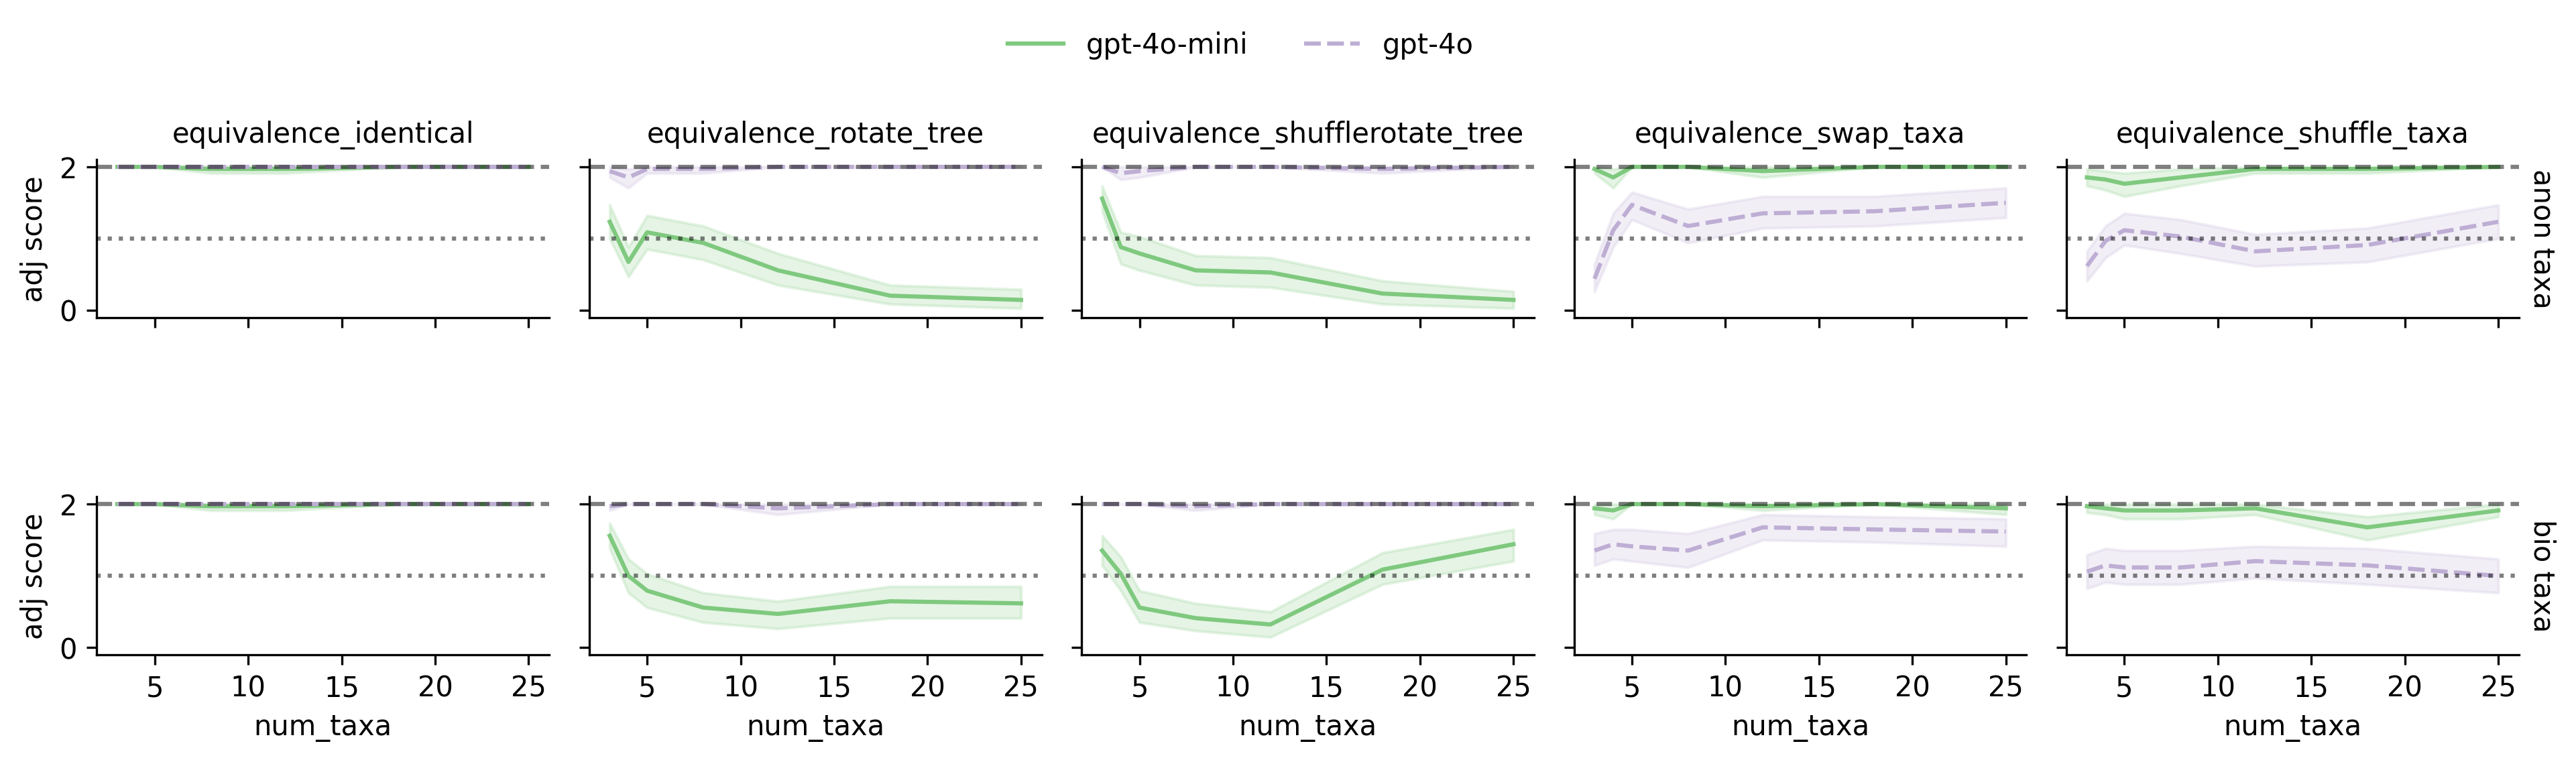 gpt-4o-mini gpt-4o
equivalence_identical equivalence_rotate_tree equivalence_shufflerotate_tree equivalence_swap_taxa equivalence_shuffle_taxa
2
adj score
0
anon taxa
2
adj score
0
bio taxa
5 10 15 20 25 5 10 15 20 25 5 10 15 20 25 5 10 15 20 25 5 10 15 20 25
num_taxa num_taxa num_taxa num_taxa num_taxa